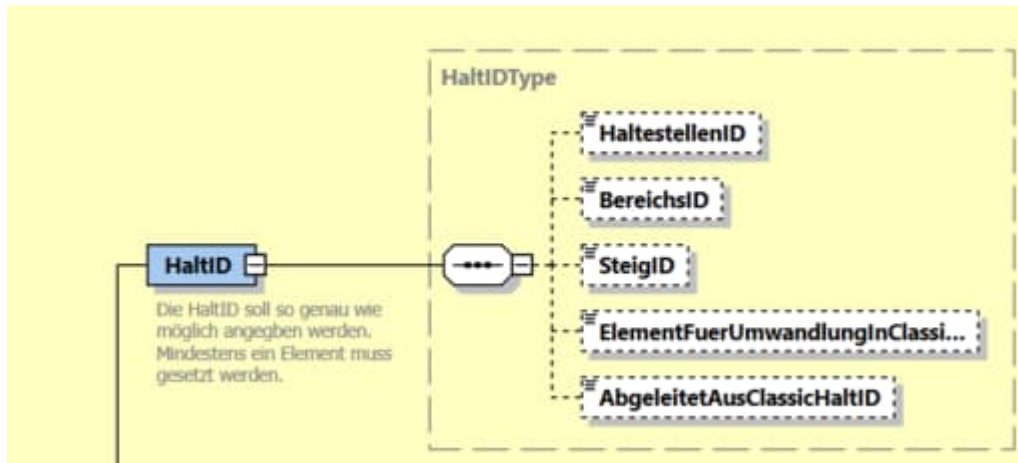 HaltIDType
HaltestellenID
BereichsID
SteigID
ElementFuerUmwandlungInClassi...
AbgeleitetAusClassicHaltID
HaltID
Die HaltID soll so genau wie
möglich angegben werden.
Mindestens ein Element muss
gesetzt werden.